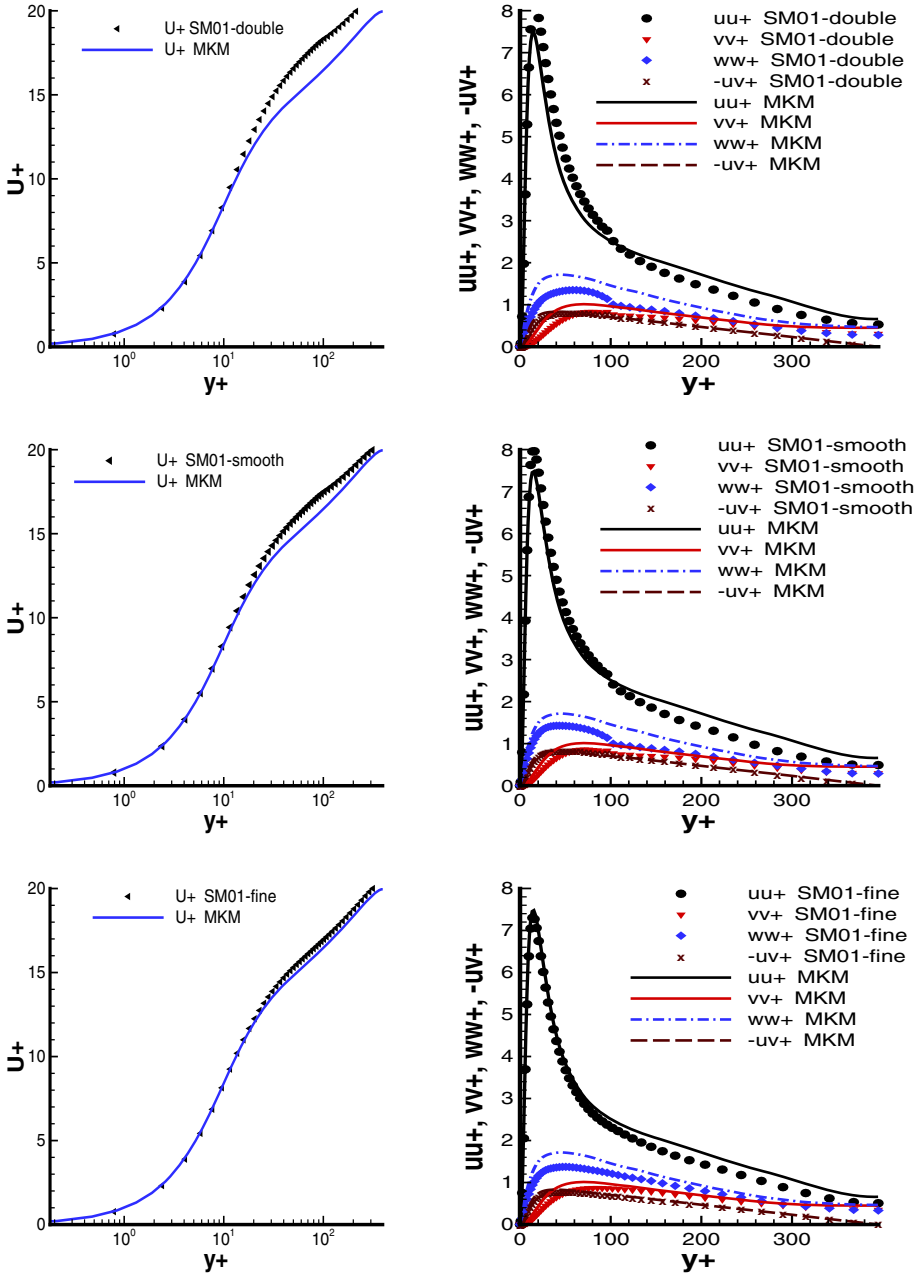 U+ SM01-double
U+ MKM
20
15
10
5
0
U+
10^0
10^1
10^2
y+
uu+ SM01-double
vv+ SM01-double
ww+ SM01-double
-uv+ SM01-double
uu+ MKM
vv+ MKM
ww+ MKM
-uv+ MKM
8
7
6
5
4
3
2
1
0
uu+, vv+, ww+, -uv+
0
100
200
300
y+
U+ SM01-smooth
U+ MKM
20
15
10
5
0
U+
10^0
10^1
10^2
y+
uu+ SM01-smooth
vv+ SM01-smooth
ww+ SM01-smooth
-uv+ SM01-smooth
uu+ MKM
vv+ MKM
ww+ MKM
-uv+ MKM
8
7
6
5
4
3
2
1
0
uu+, vv+, ww+, -uv+
0
100
200
300
y+
U+ SM01-fine
U+ MKM
20
15
10
5
0
U+
10^0
10^1
10^2
y+
uu+ SM01-fine
vv+ SM01-fine
ww+ SM01-fine
-uv+ SM01-fine
uu+ MKM
vv+ MKM
ww+ MKM
-uv+ MKM
8
7
6
5
4
3
2
1
0
uu+, vv+, ww+, -uv+
0
100
200
300
y+